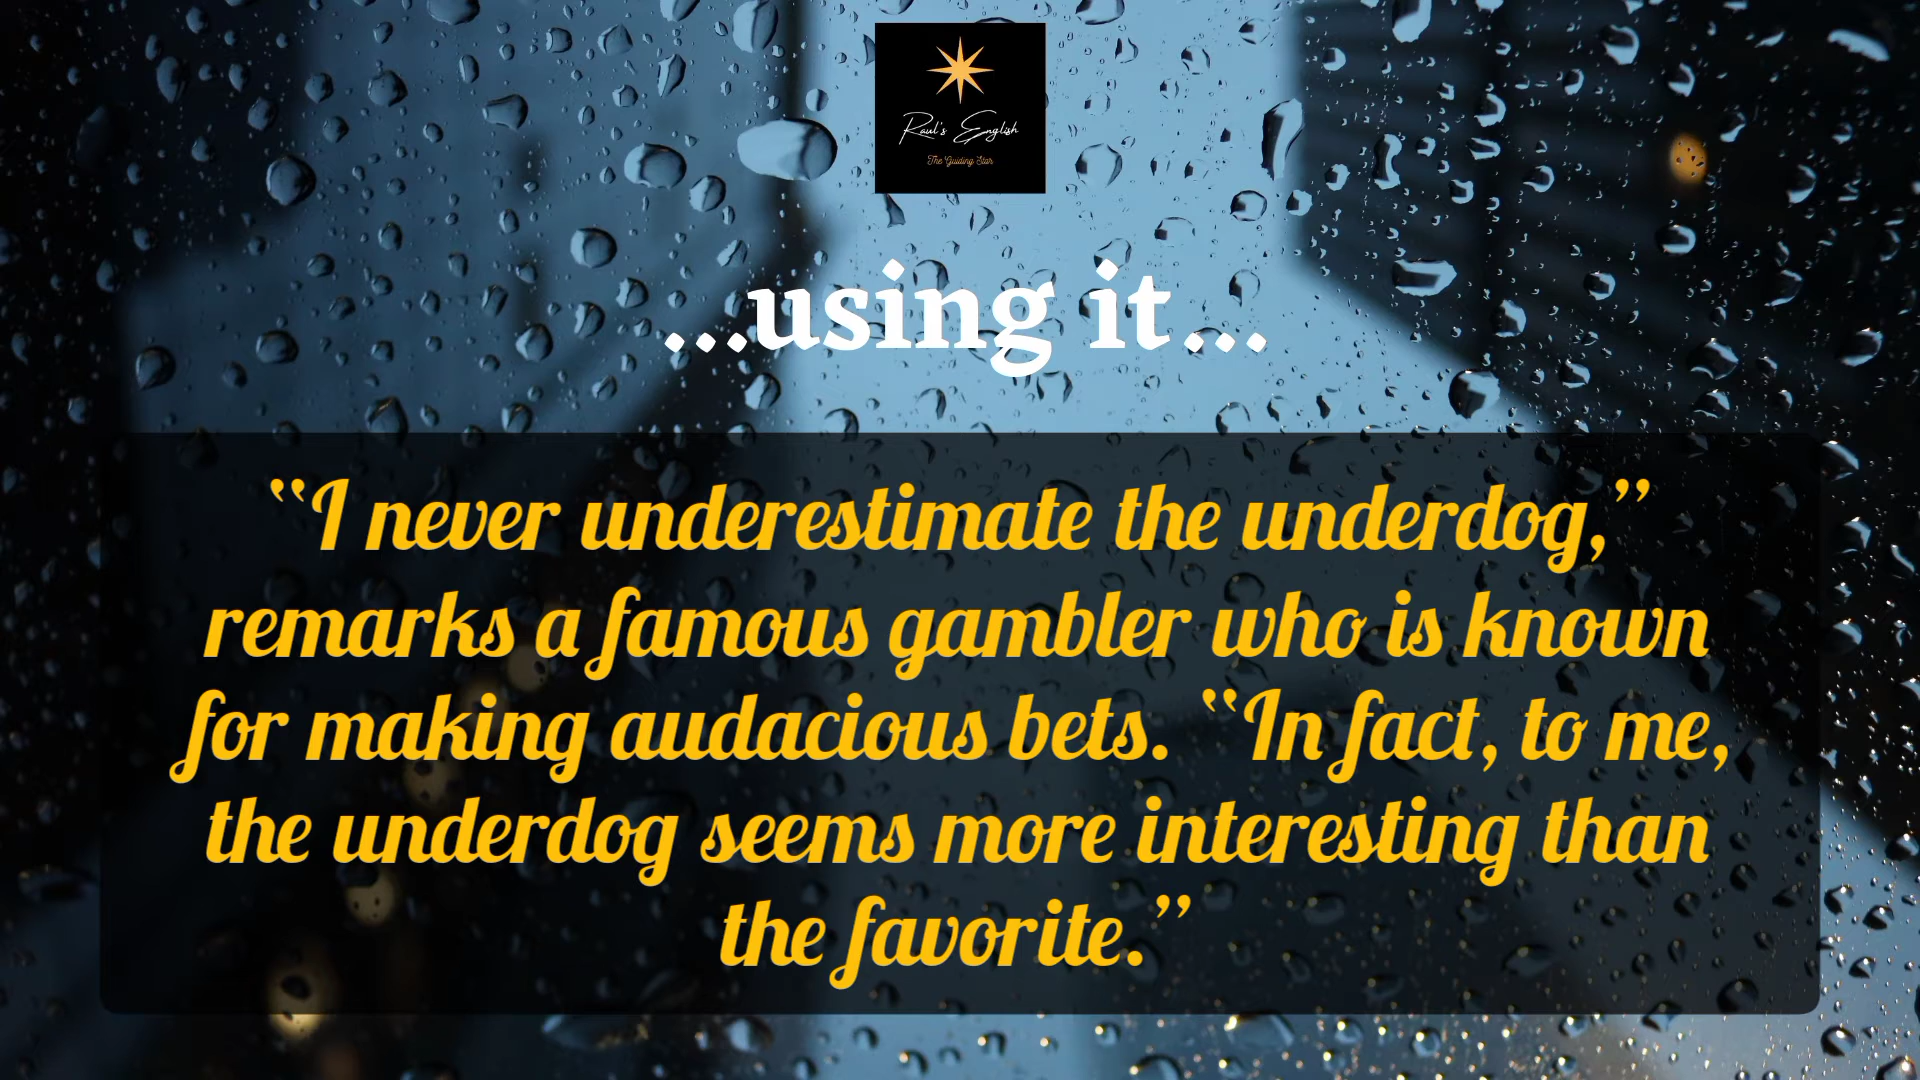 Raul's English
The Guiding Star
...using it...
“I never underestimate the underdog,”
remarks a famous gambler who is known
for making audacious bets. “In fact, to me,
the underdog seems more interesting than
the favorite.”